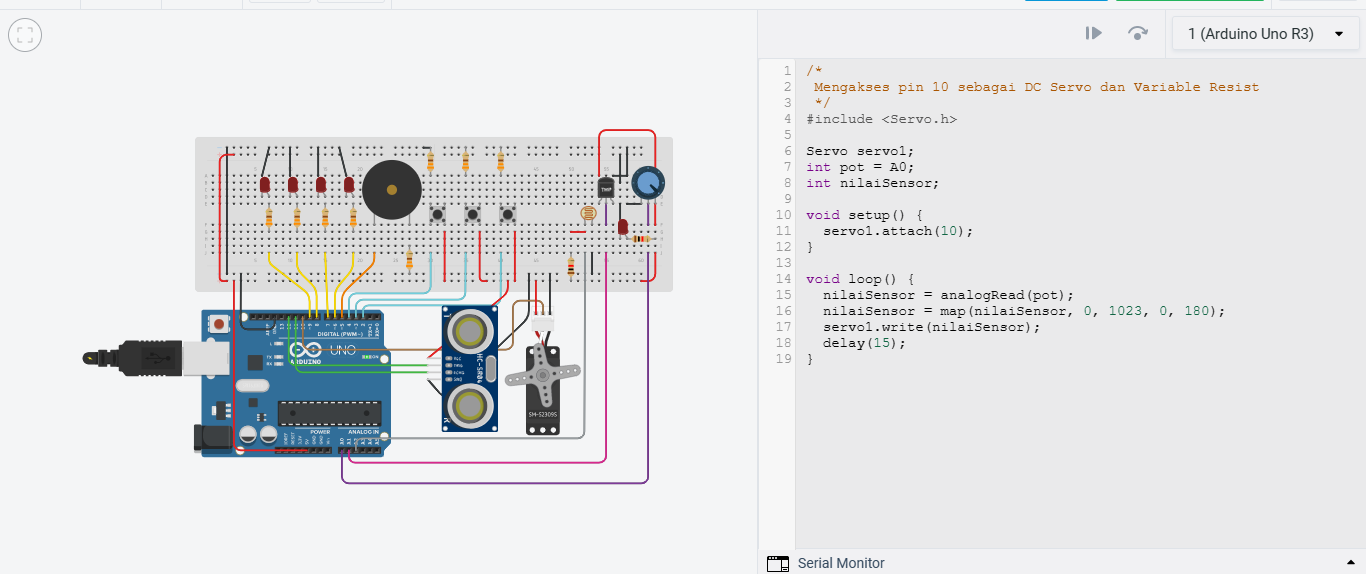 1 (Arduino Uno R3)
1 /*
2 Mengakses pin 10 sebagai DC Servo dan Variable Resist
3 */
4 #include <Servo.h>
5
6 Servo servo1;
7 int pot = A0;
8 int nilaiSensor;
9
10 void setup() {
11 servo1.attach(10);
12 }
13
14 void loop() {
15 nilaiSensor = analogRead(pot);
16 nilaiSensor = map(nilaiSensor, 0, 1023, 0, 180);
17 servo1.write(nilaiSensor);
18 delay(15);
19 }
TMP
DIGITAL (PWM~)
UNO
ARDUINO
POWER
ANALOG IN
HC-SR04
SM-S2309S
Serial Monitor